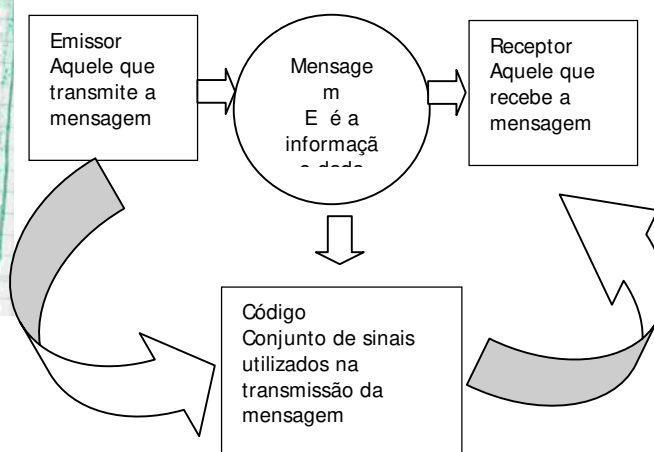 Emissor
Aquele que
transmite a
mensagem
Mensage
m
E é a
informaçã
Receptor
Aquele que
recebe a
mensagem
Código
Conjunto de sinais
utilizados na
transmissão da
mensagem